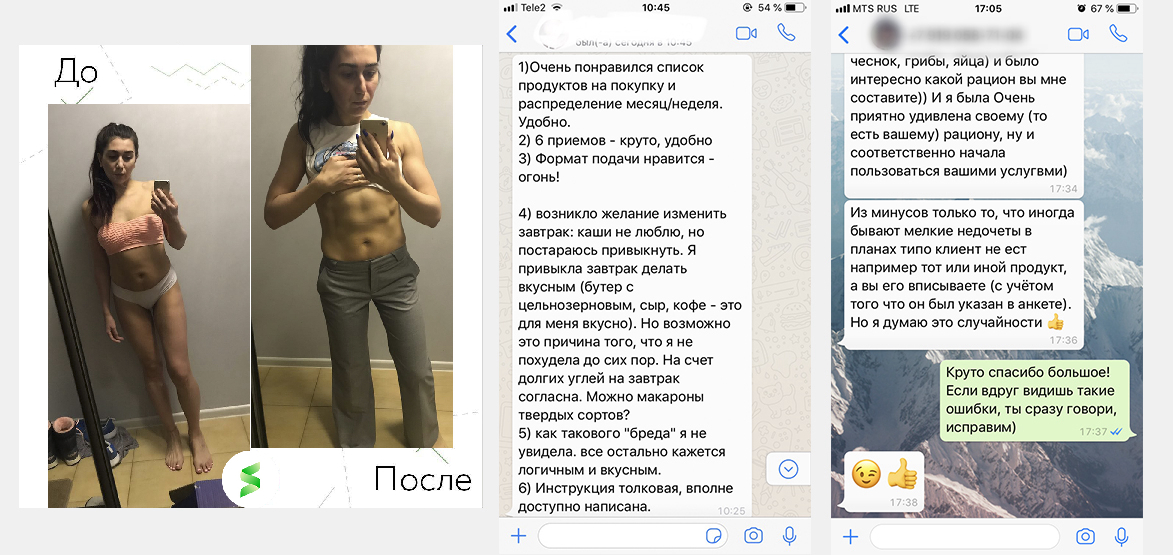 До
После
Tele2
10:45
54 %
был(-а) сегодня в 10:45
1)Очень понравился список
продуктов на покупку и
распределение месяц/неделя.
Удобно.
2) 6 приемов - круто, удобно
3) Формат подачи нравится -
огонь!
4) возникло желание изменить
завтрак: каши не люблю, но
постараюсь привыкнуть. Я
привыкла завтрак делать
вкусным (бутер с
цельнозерновым, сыр, кофе - это
для меня вкусно). Но возможно
это причина того, что я не
похудела до сих пор. На счет
долгих углей на завтрак
согласна. Можно макароны
твердых сортов?
5) как такового "бреда" я не
увидела. все остально кажется
логичным и вкусным.
6) Инструкция толковая, вполне
доступно написана.
10:25
MTS RUS LTE
17:05
67 %
чеснок, грибы, яйца) и было
интересно какой рацион вы мне
составите)) И я была Очень
приятно удивлена своему (то
есть вашему) рациону, ну и
соответственно начала
пользоваться вашими услугвми)
17:34
Из минусов только то, что иногда
бывают мелкие недочеты в
планах типо клиент не ест
например тот или иной продукт,
а вы его вписываете (с учётом
того что он был указан в анкете).
Но я думаю это случайности 👍
17:36
Круто спасибо большое!
Если вдруг видишь такие
ошибки, ты сразу говори,
исправим)
17:37
😉👍
17:38